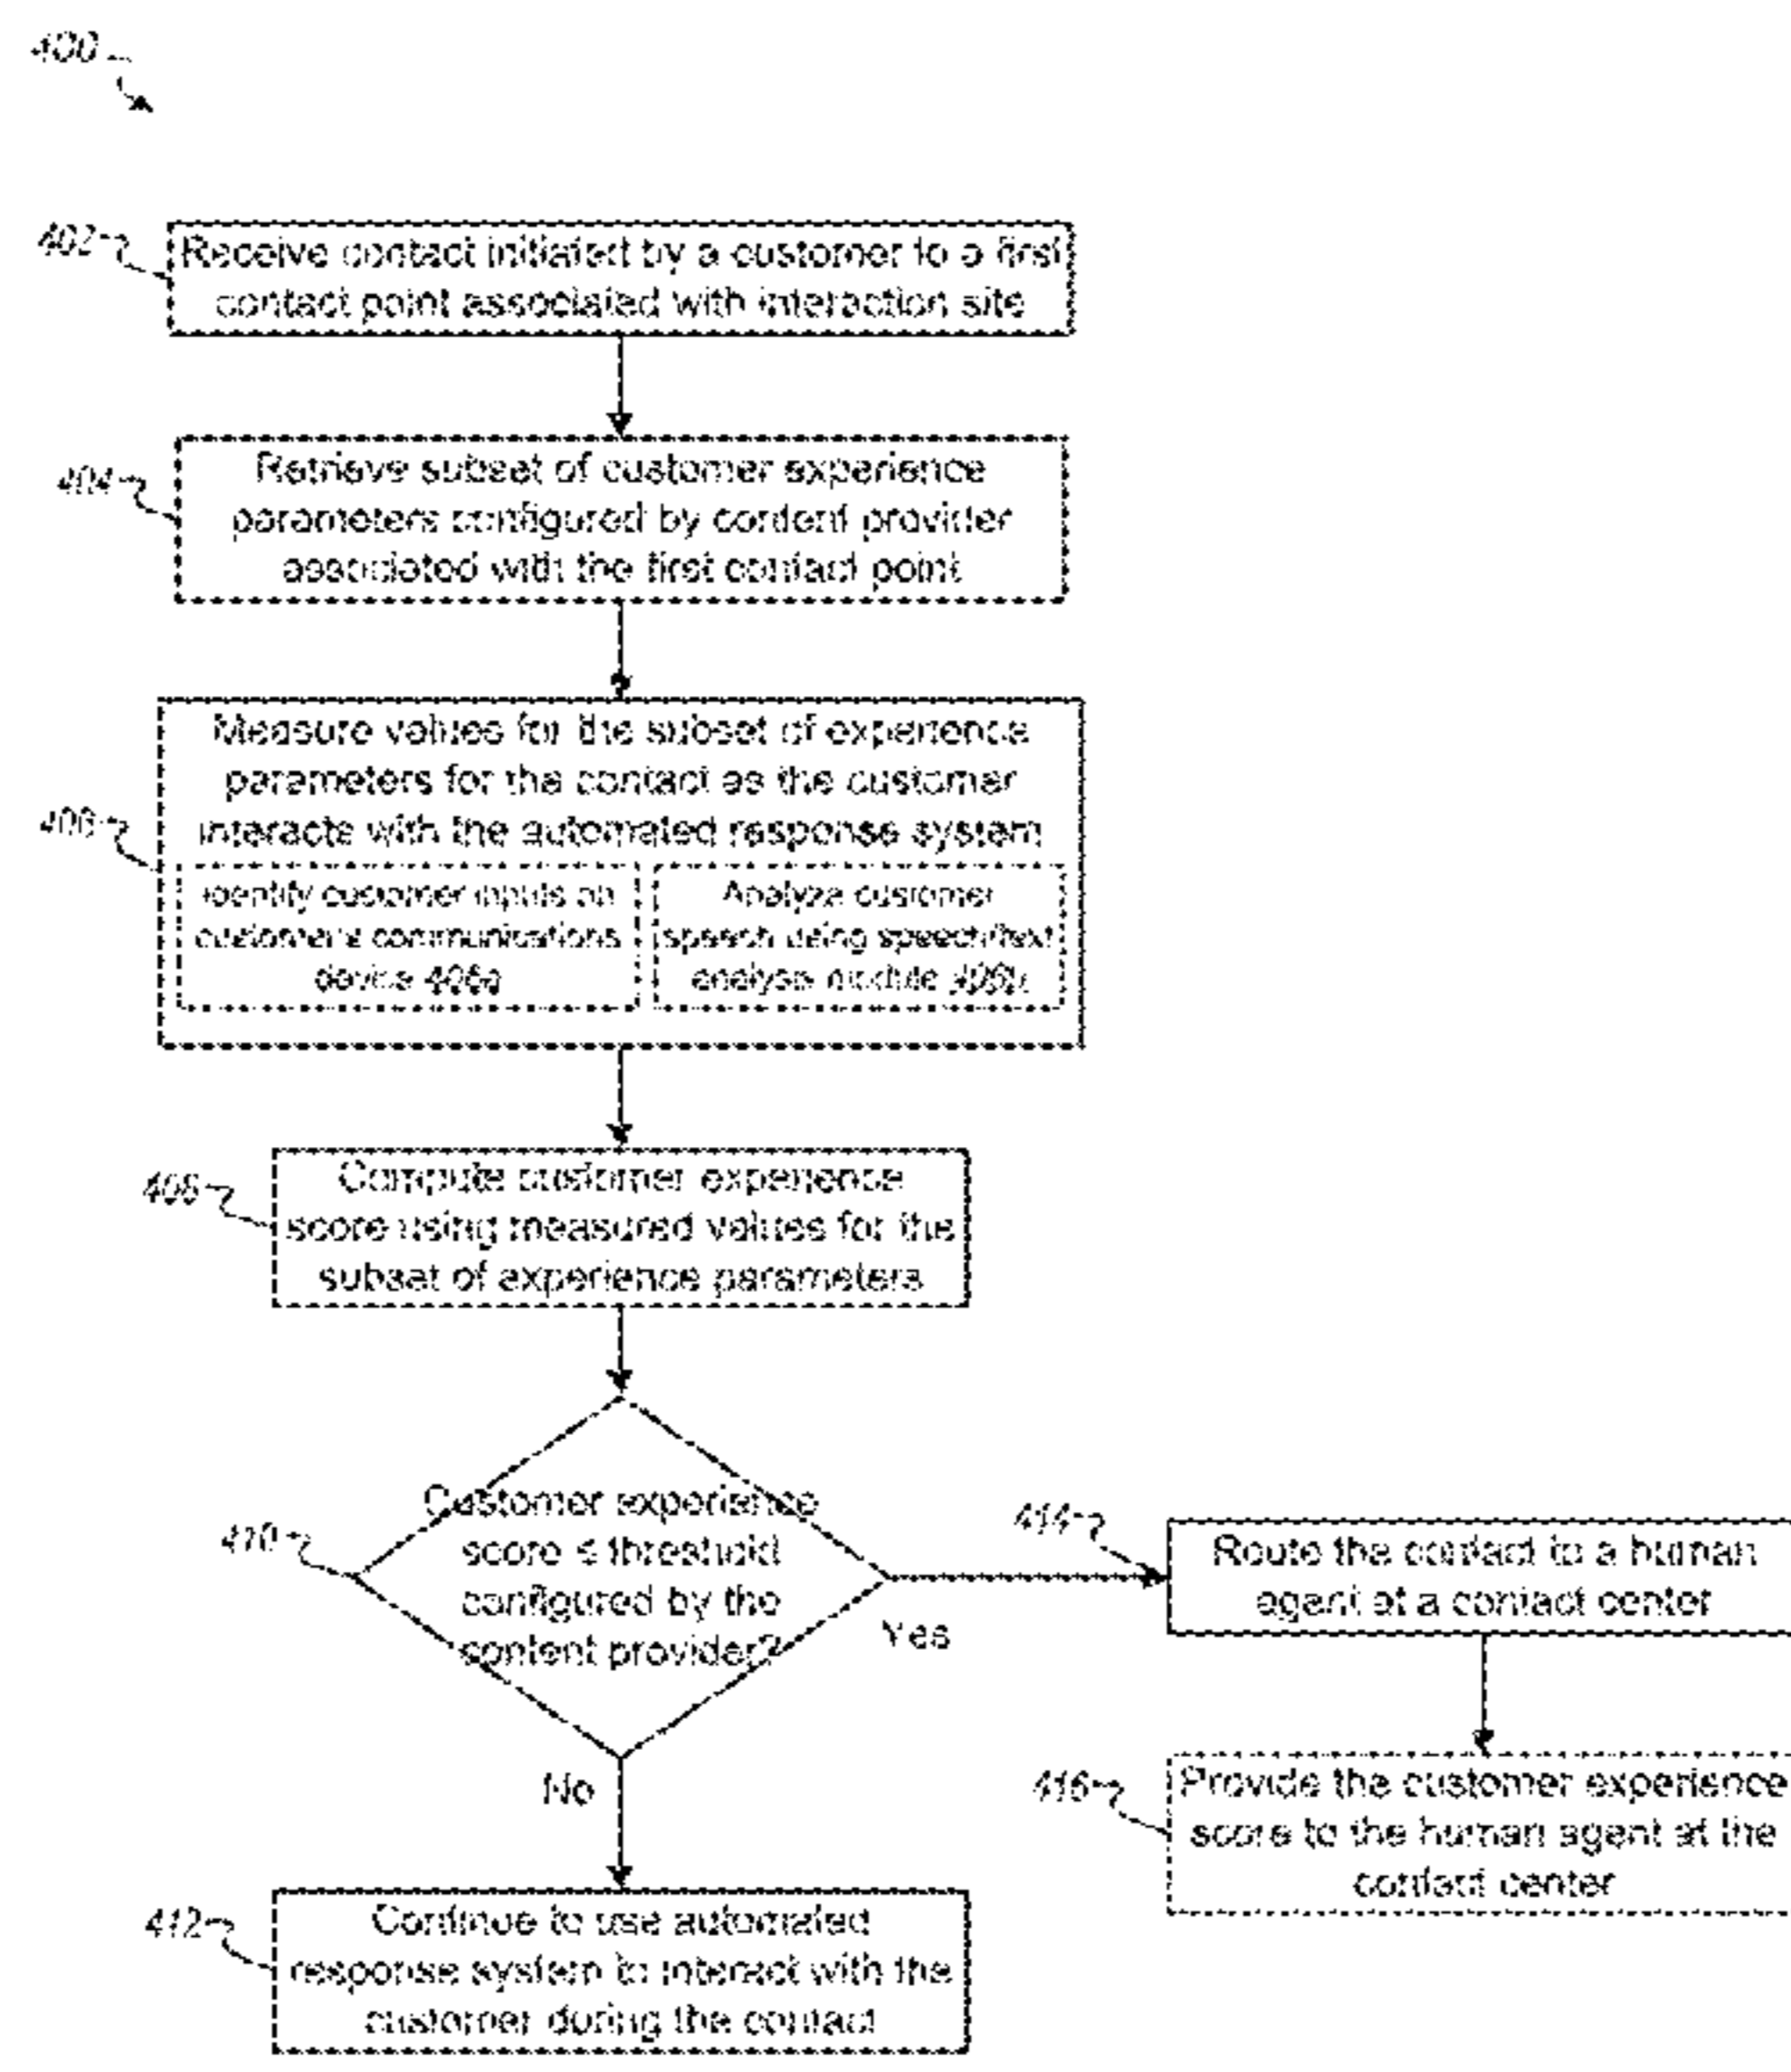 400
402
Receive contact initiated by a customer to a first
contact point associated with interaction site
404
Retrieve subset of customer experience
parameters configured by content provider
associated with the first contact point
406
Measure values for the subset of experience
parameters for the contact as the customer
interacts with the automated response system
Identify customer inputs on
customer's communications
device 406a
Analyze customer
speech using speech/text
analysis module 406b
408
Compute customer experience
score using measured values for the
subset of experience parameters
410
Customer experience
score ≤ threshold
configured by the
content provider?
Yes
No
414
Route the contact to a human
agent at a contact center
416
Provide the customer experience
score to the human agent at the
contact center
412
Continue to use automated
response system to interact with the
customer during the contact